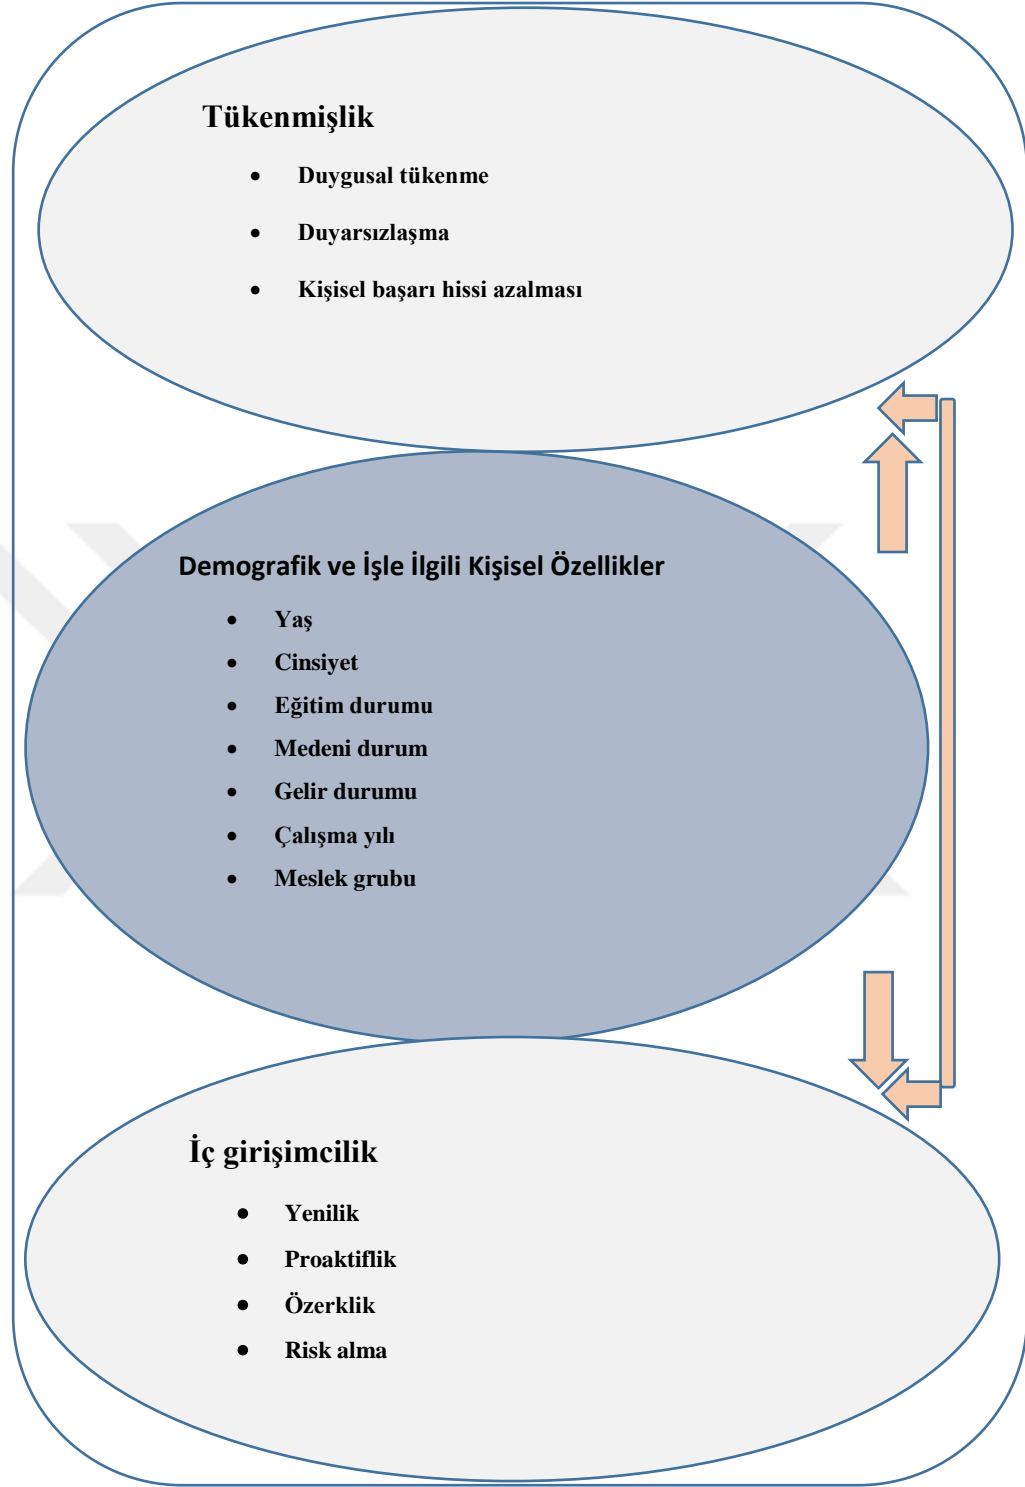 Tükenmişlik
• Duygusal tükenme
• Duyarsızlaşma
• Kişisel başarı hissi azalması
Demografik ve İşle İlgili Kişisel Özellikler
• Yaş
• Cinsiyet
• Eğitim durumu
• Medeni durum
• Gelir durumu
• Çalışma yılı
• Meslek grubu
İç girişimcilik
• Yenilik
• Proaktiflik
• Özerklik
• Risk alma